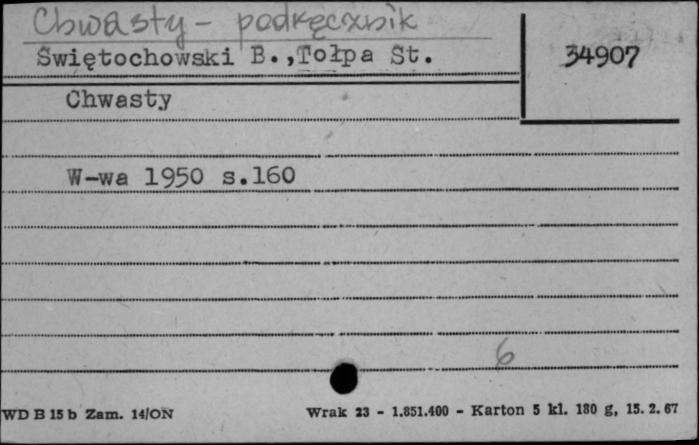 Chwasty - podręcznik
Swiętochowski B.,Tołpa St.
34907
Chwasty
W-wa 1950 s.160
6
WD B 15 b Zam. 14/ON
Wrak 23 - 1.851.400 - Karton 5 kl. 180 g, 15. 2. 67